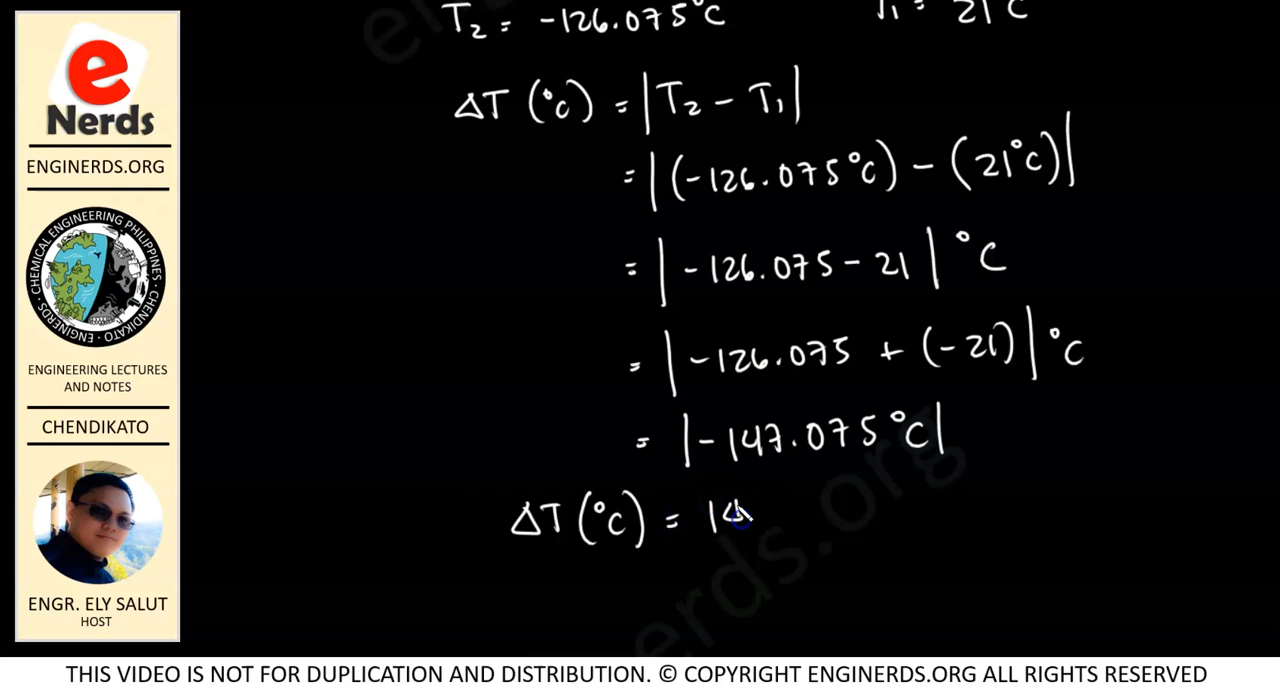 T₂ = -126.075°C T₁ = 21°C
ΔT (°C) = |T₂ - T₁|
= |(-126.075°C) - (21°C)|
= |-126.075 - 21| °C
= |-126.075 + (-21)| °C
= |-147.075°C|
ΔT (°C) = 14
e
Nerds
ENGINERDS.ORG
CHEMICAL ENGINEERING PHILIPPINES
• CHENDIKATO • ENGINERDS •
ENGINEERING LECTURES
AND NOTES
CHENDIKATO
ENGR. ELY SALUT
HOST
enerds.org
THIS VIDEO IS NOT FOR DUPLICATION AND DISTRIBUTION. © COPYRIGHT ENGINERDS.ORG ALL RIGHTS RESERVED